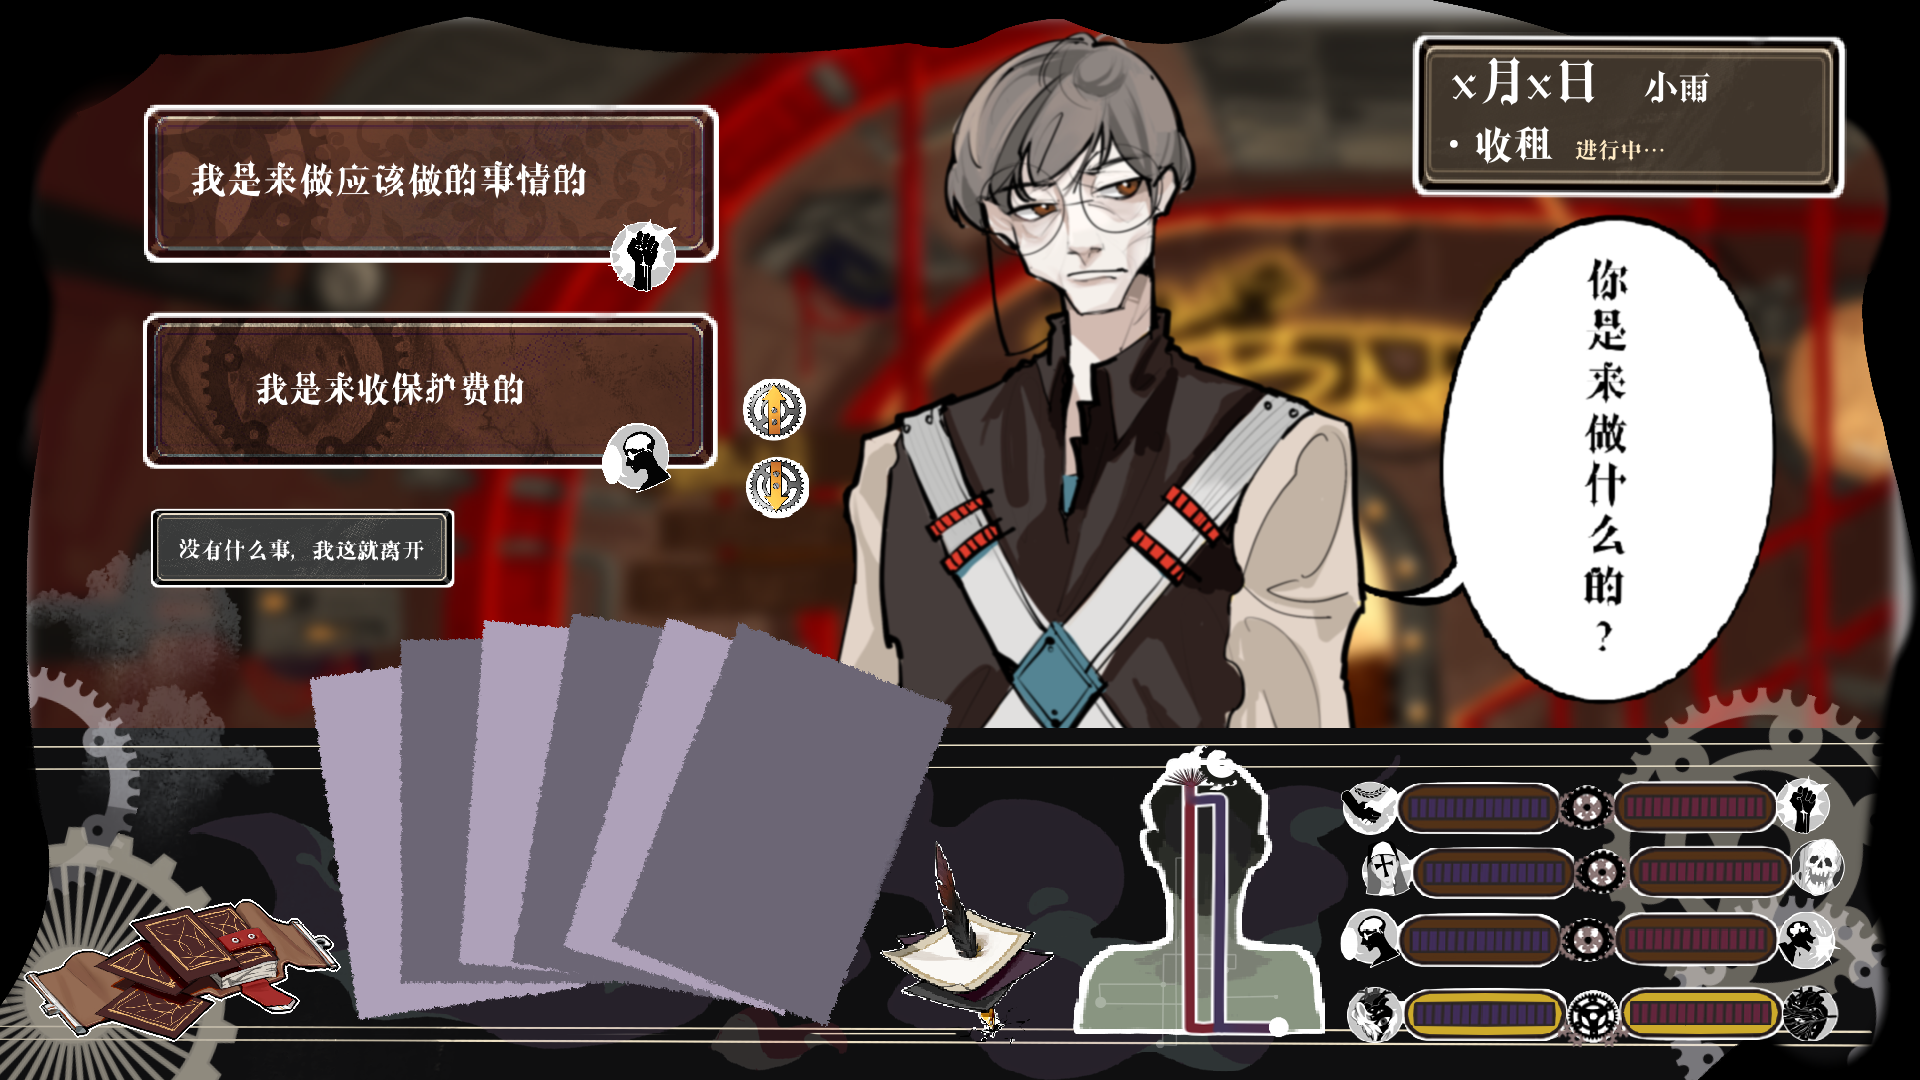 x月x日 小雨
·收租 进行中…
我是来做应该做的事情的
我是来收保护费的
没有什么事，我这就离开
你是来做什么的？